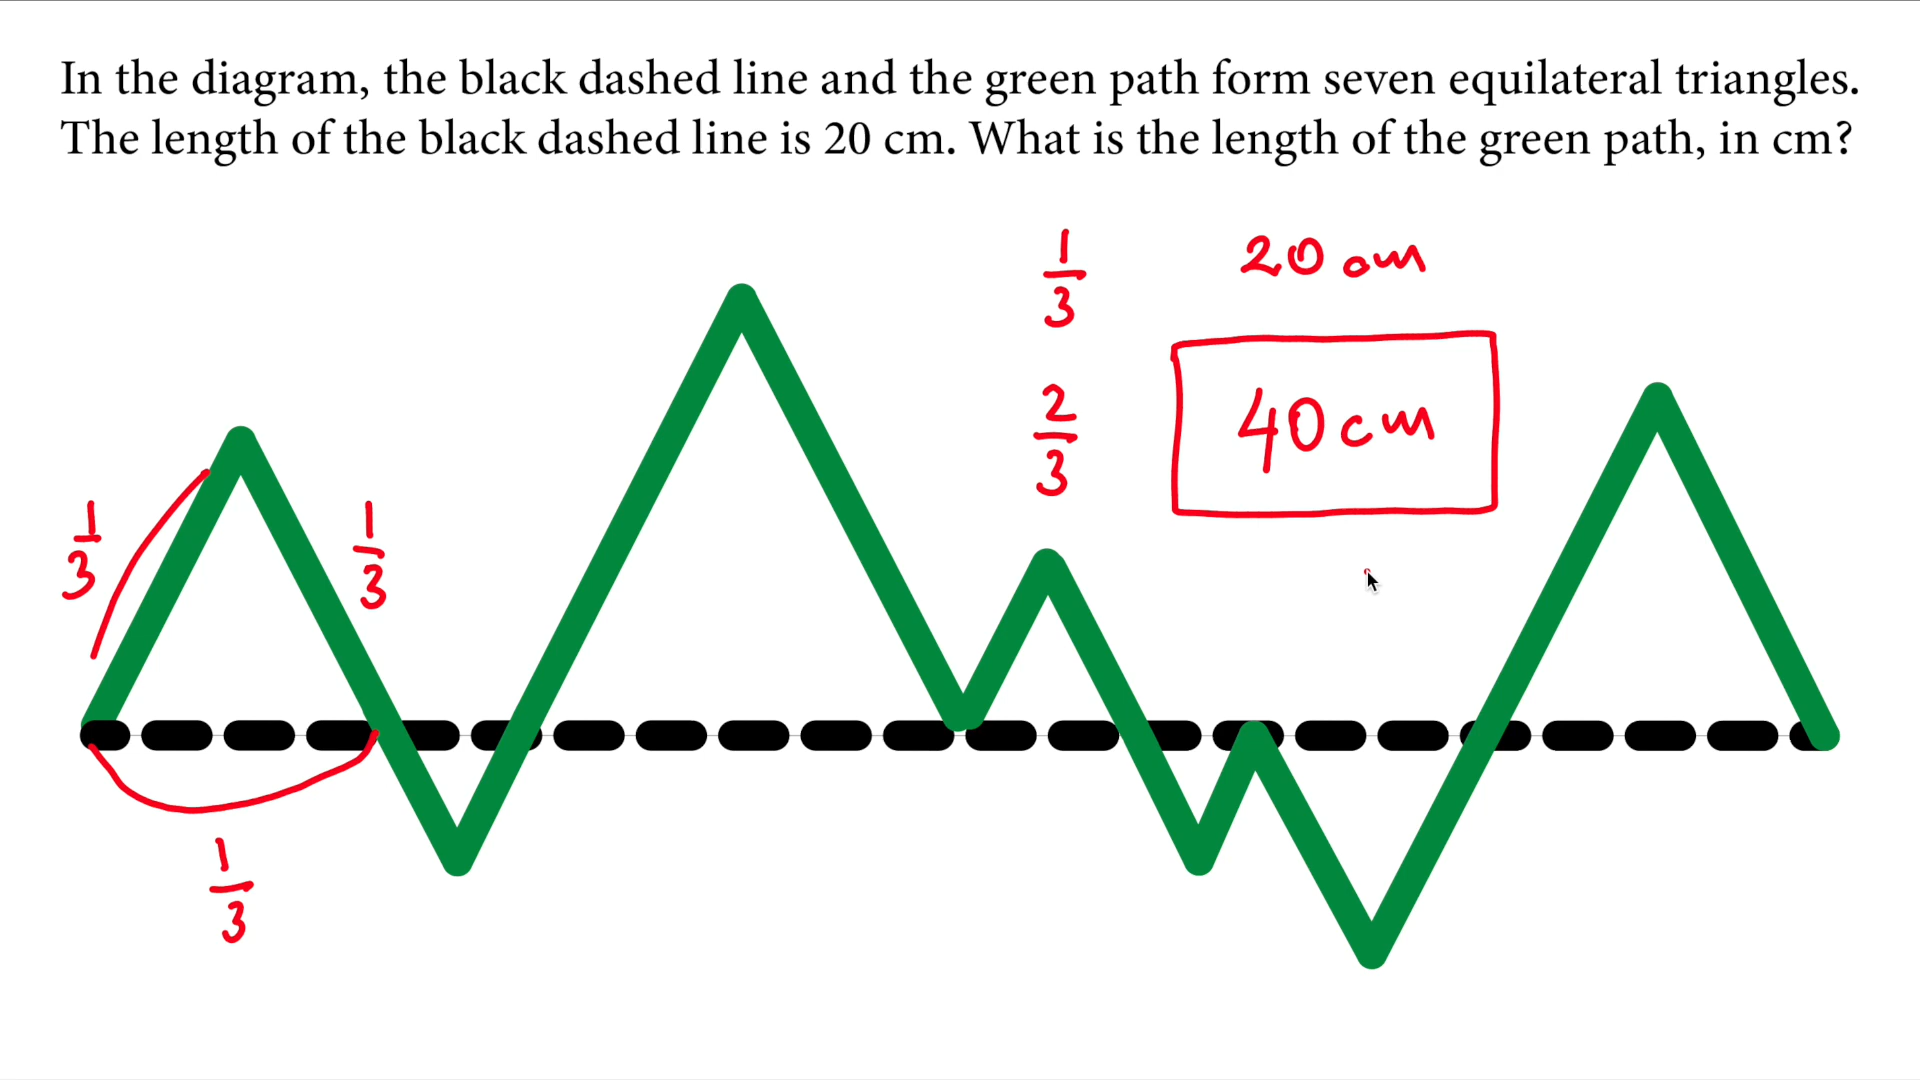 In the diagram, the black dashed line and the green path form seven equilateral triangles.
The length of the black dashed line is 20 cm. What is the length of the green path, in cm?
1/3 20 cm
2/3 40 cm
1/3 1/3
1/3